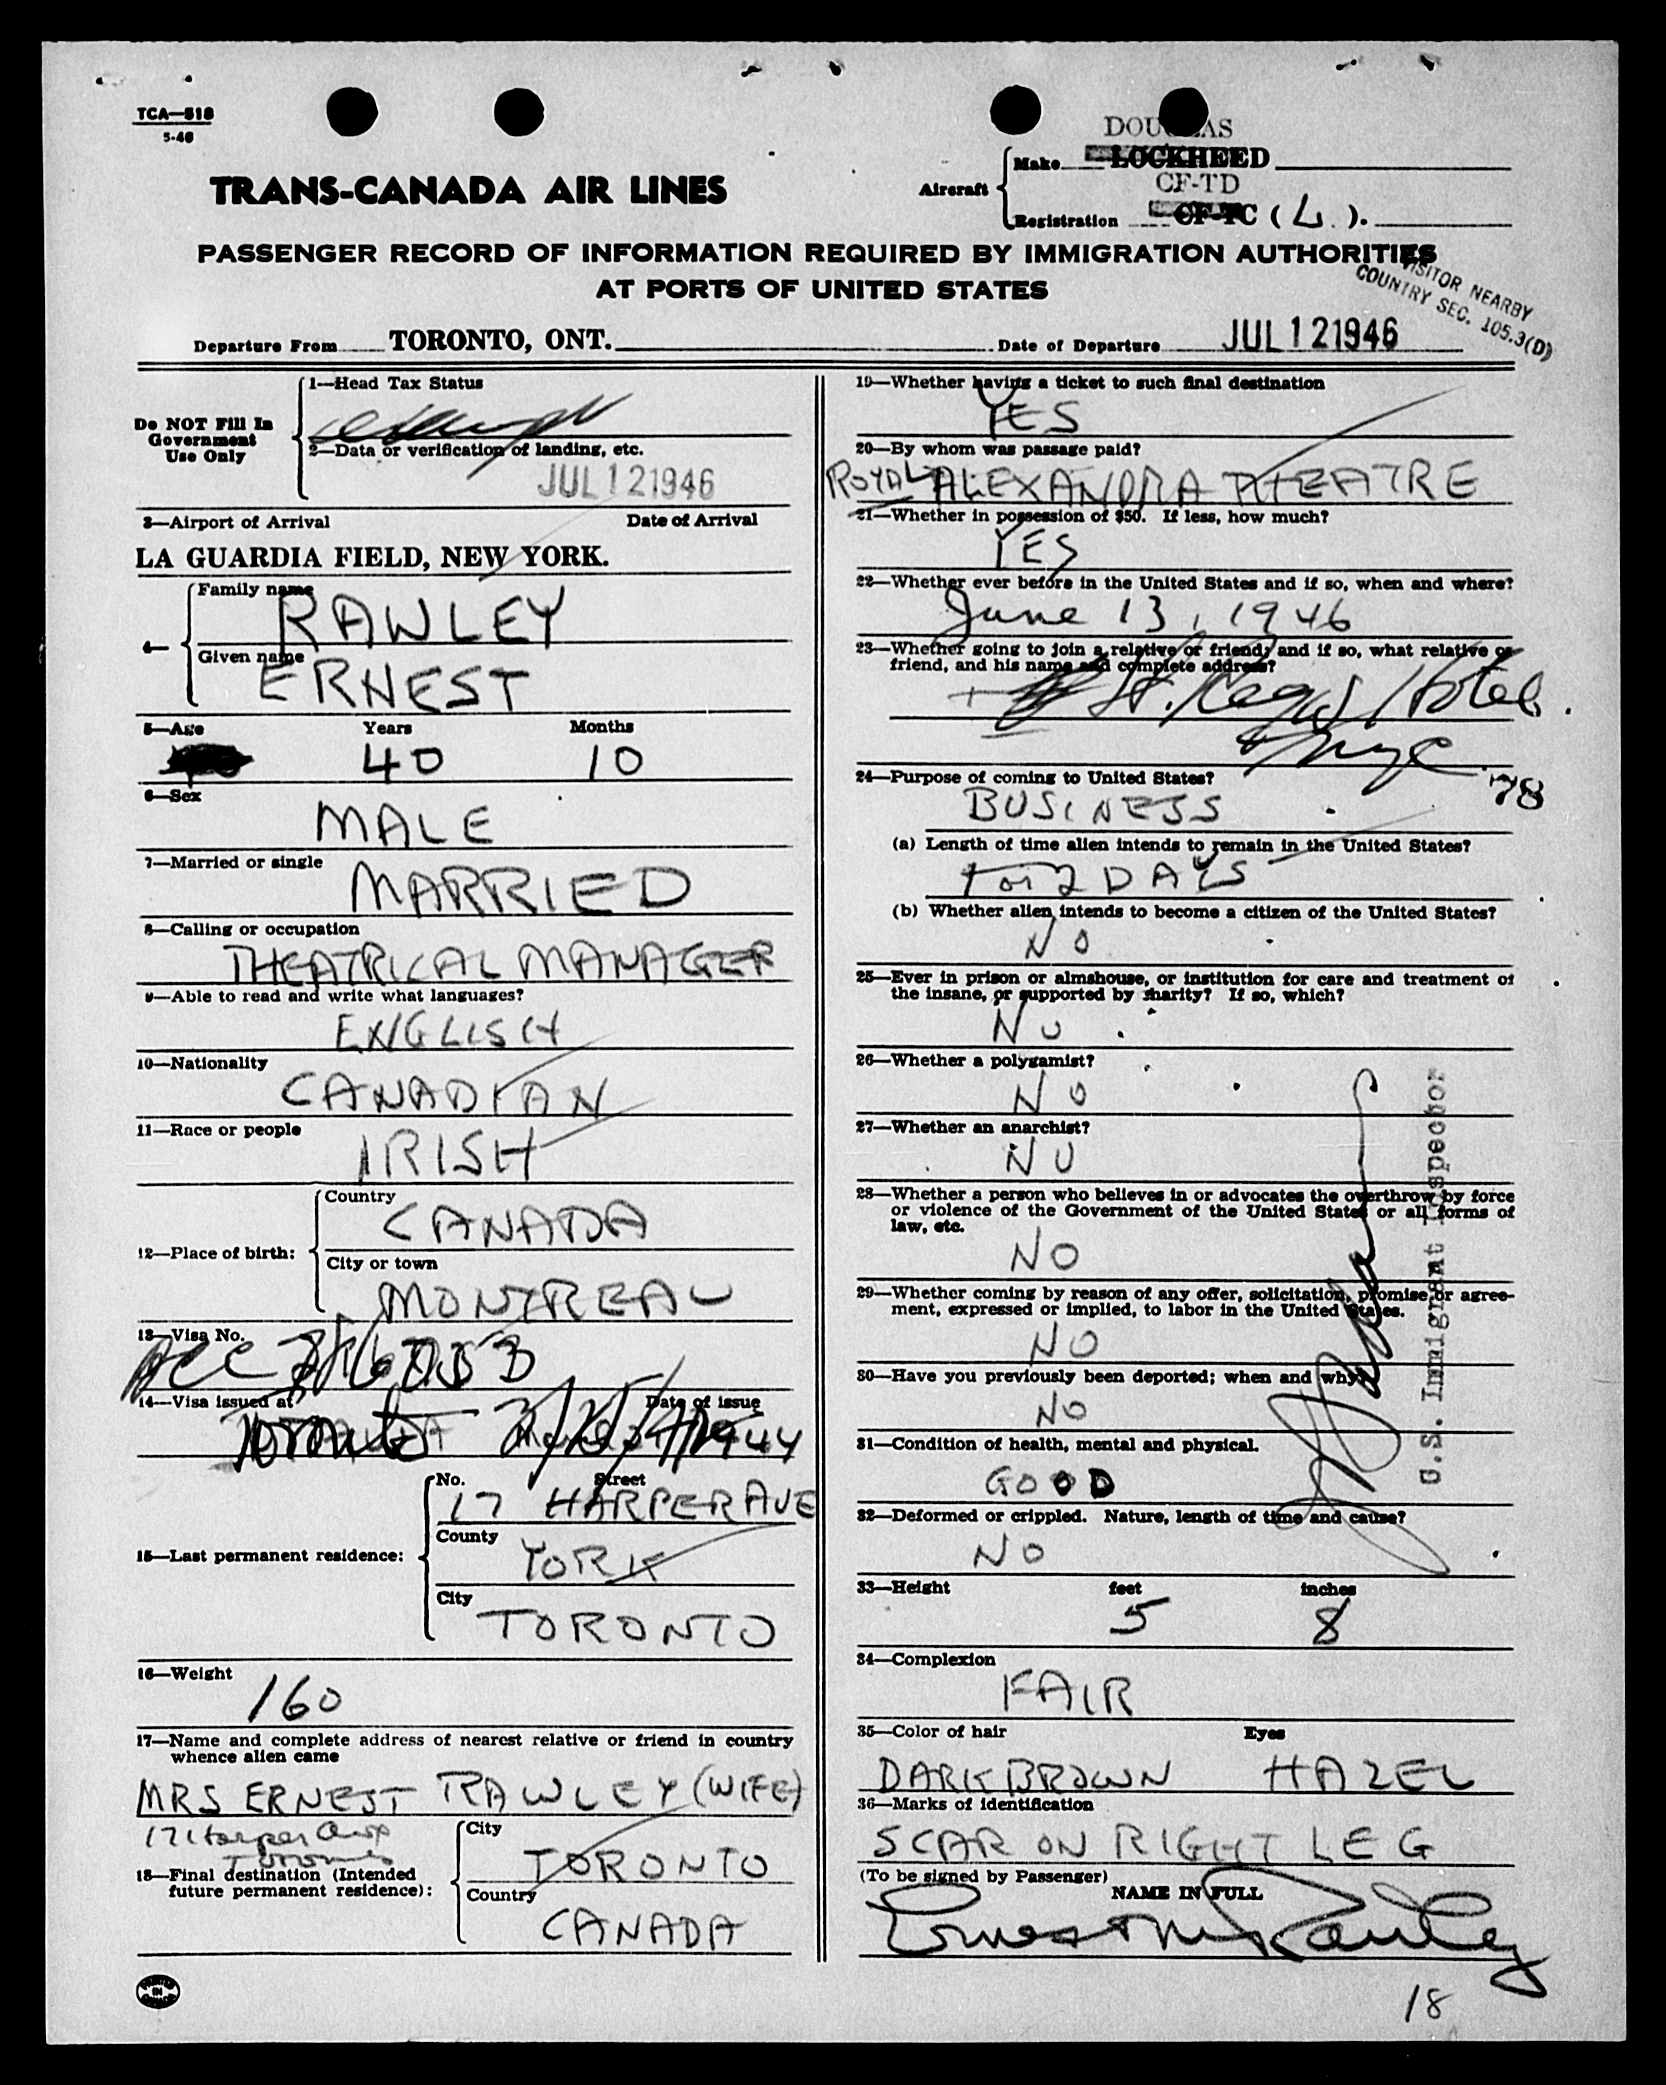 TCA—518
5-46
DOUGLAS
Make LOCKHEED
TRANS-CANADA AIR LINES
Aircraft
CF-TD
Registration CF-TC ( L ).
PASSENGER RECORD OF INFORMATION REQUIRED BY IMMIGRATION AUTHORITIES
AT PORTS OF UNITED STATES
VISITOR NEARBY
COUNTRY SEC. 105.3(D)
Departure From TORONTO, ONT. Date of Departure JUL 12 1946
Do NOT Fill In
Government
Use Only
1—Head Tax Status
2—Data or verification of landing, etc.
JUL 12 1946
3—Airport of Arrival Date of Arrival
LA GUARDIA FIELD, NEW YORK.
4—
Family name
RAWLEY
Given name
ERNEST
5—Age Years Months
40 10
6—Sex
MALE
7—Married or single
MARRIED
8—Calling or occupation
THEATRICAL MANAGER
9—Able to read and write what languages?
ENGLISH
10—Nationality
CANADIAN
11—Race or people
IRISH
12—Place of birth:
Country
CANADA
City or town
MONTREAL
13—Visa No.
14—Visa issued at Date of issue
Toronto
15—Last permanent residence:
No. Street
17 HARPER AVE
County
YORK
City
TORONTO
16—Weight
160
17—Name and complete address of nearest relative or friend in country
whence alien came
MRS ERNEST RAWLEY (WIFE)
17 Harper Ave
Toronto
18—Final destination (Intended
future permanent residence):
City
TORONTO
Country
CANADA
PRINTED
IN
CANADA
19—Whether having a ticket to such final destination
YES
20—By whom was passage paid?
ROYAL ALEXANDRA THEATRE
21—Whether in possession of $50. If less, how much?
YES
22—Whether ever before in the United States and if so, when and where?
June 13, 1946
23—Whether going to join a relative or friend; and if so, what relative or
friend, and his name and complete address?
St. Regis Hotel
nyc
24—Purpose of coming to United States?
78
BUSINESS
(a) Length of time alien intends to remain in the United States?
1 or 2 DAYS
(b) Whether alien intends to become a citizen of the United States?
NO
25—Ever in prison or almshouse, or institution for care and treatment of
the insane, or supported by charity? If so, which?
NO
26—Whether a polygamist?
NO
27—Whether an anarchist?
NO
28—Whether a person who believes in or advocates the overthrow by force
or violence of the Government of the United States or all forms of
law, etc.
NO
29—Whether coming by reason of any offer, solicitation, promise or agree-
ment, expressed or implied, to labor in the United States.
NO
30—Have you previously been deported; when and why?
NO
31—Condition of health, mental and physical.
GOOD
U.S. Immigrant Inspector
32—Deformed or crippled. Nature, length of time and cause?
NO
33—Height feet inches
5 8
34—Complexion
FAIR
35—Color of hair Eyes
DARK BROWN HAZEL
36—Marks of identification
SCAR ON RIGHT LEG
(To be signed by Passenger)
NAME IN FULL
Ernest M Rawley
18